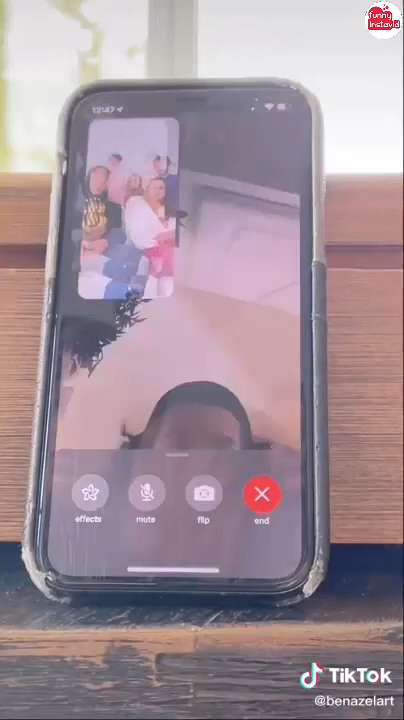 funny
instavid
12:47
effects
mute
flip
end
TikTok
@benazelart